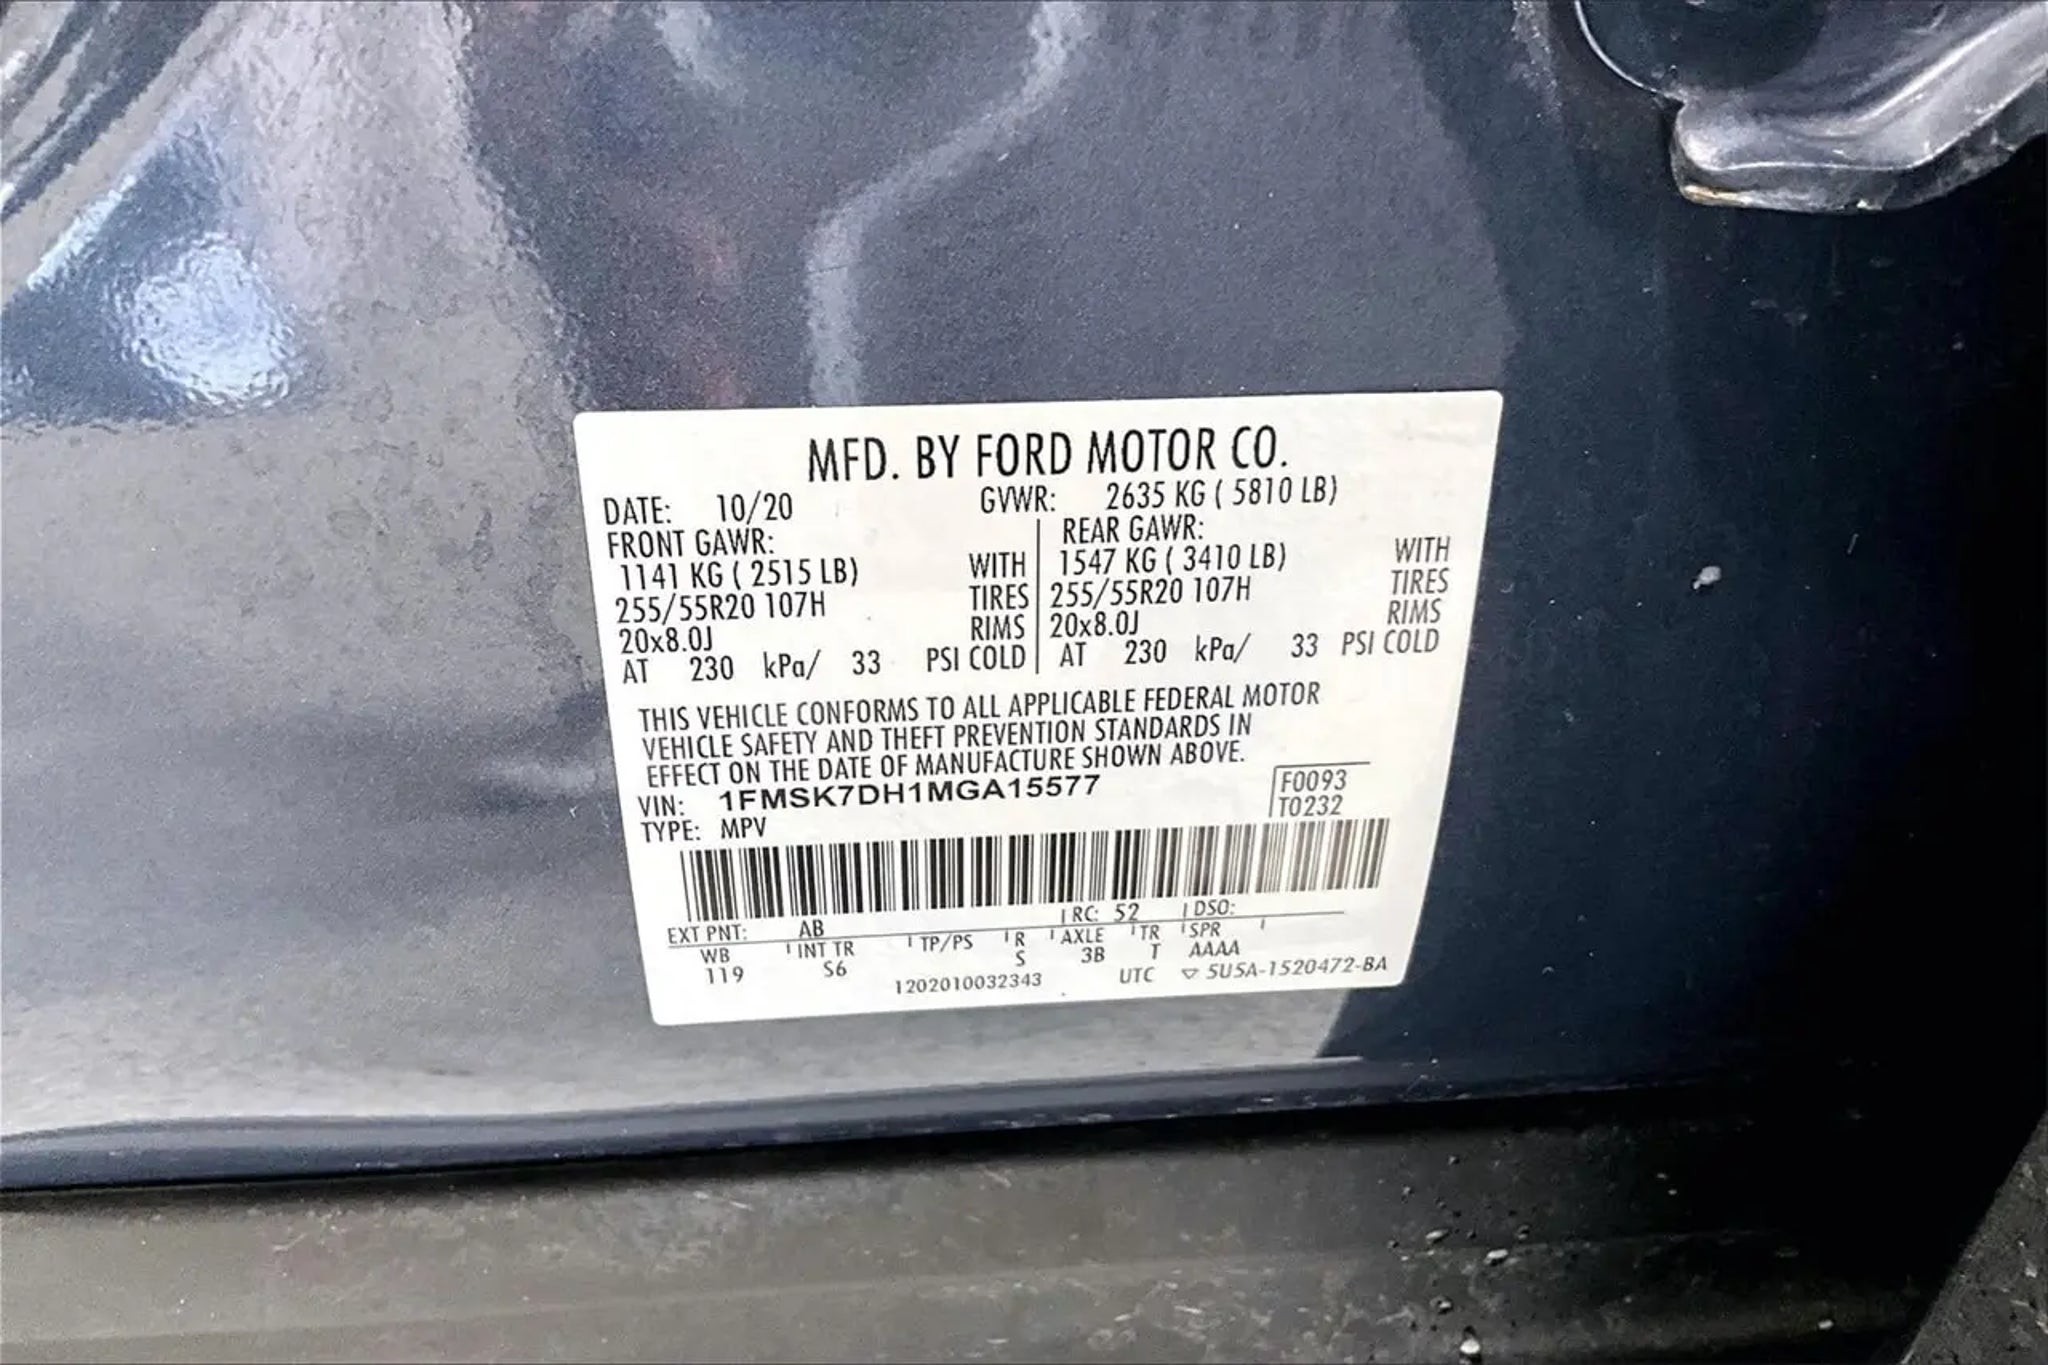 MFD. BY FORD MOTOR CO.
DATE: 10/20 GVWR: 2635 KG ( 5810 LB)
FRONT GAWR: REAR GAWR:
1141 KG ( 2515 LB) WITH 1547 KG ( 3410 LB) WITH
255/55R20 107H TIRES 255/55R20 107H TIRES
20x8.0J RIMS 20x8.0J RIMS
AT 230 kPa/ 33 PSI COLD AT 230 kPa/ 33 PSI COLD
THIS VEHICLE CONFORMS TO ALL APPLICABLE FEDERAL MOTOR
VEHICLE SAFETY AND THEFT PREVENTION STANDARDS IN
EFFECT ON THE DATE OF MANUFACTURE SHOWN ABOVE.
VIN: 1FMSK7DH1MGA15577 F0093
TYPE: MPV T0232
EXT PNT: AB RC: 52 DSO:
WB INT TR TP/PS R AXLE TR SPR
119 S6 S 3B T AAAA
1202010032343 UTC ▽ 5U5A-1520472-BA